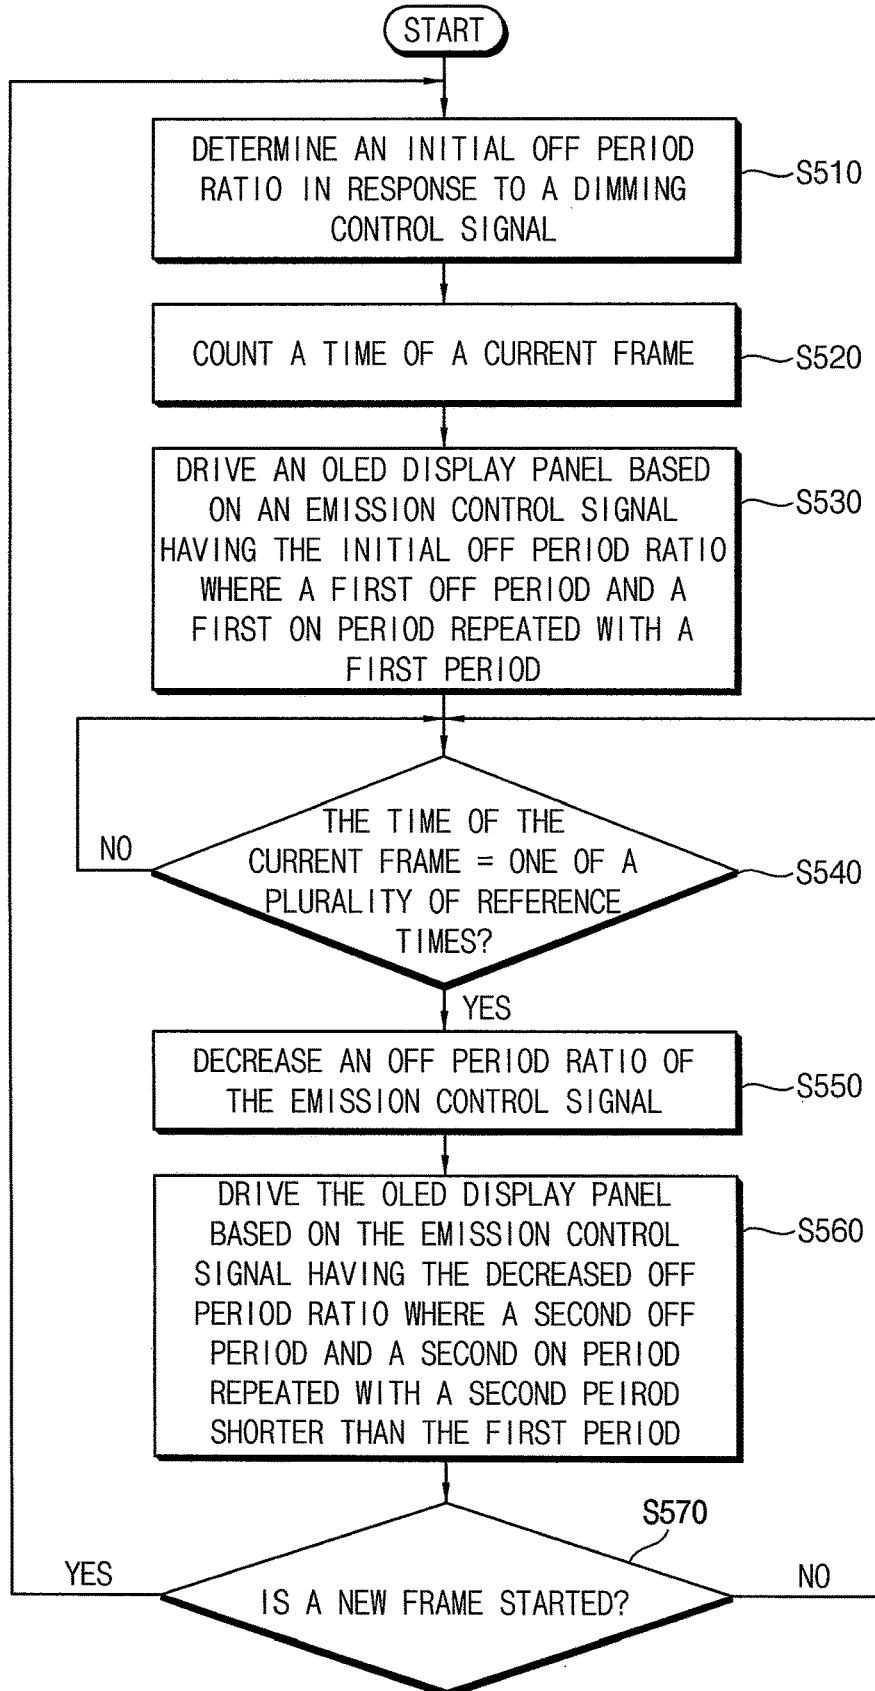 START
DETERMINE AN INITIAL OFF PERIOD
RATIO IN RESPONSE TO A DIMMING
CONTROL SIGNAL
S510
COUNT A TIME OF A CURRENT FRAME
S520
DRIVE AN OLED DISPLAY PANEL BASED
ON AN EMISSION CONTROL SIGNAL
HAVING THE INITIAL OFF PERIOD RATIO
WHERE A FIRST OFF PERIOD AND A
FIRST ON PERIOD REPEATED WITH A
FIRST PERIOD
S530
THE TIME OF THE
CURRENT FRAME = ONE OF A
PLURALITY OF REFERENCE
TIMES?
NO
S540
YES
DECREASE AN OFF PERIOD RATIO OF
THE EMISSION CONTROL SIGNAL
S550
DRIVE THE OLED DISPLAY PANEL
BASED ON THE EMISSION CONTROL
SIGNAL HAVING THE DECREASED OFF
PERIOD RATIO WHERE A SECOND OFF
PERIOD AND A SECOND ON PERIOD
REPEATED WITH A SECOND PEIROD
SHORTER THAN THE FIRST PERIOD
S560
S570
YES
IS A NEW FRAME STARTED?
NO